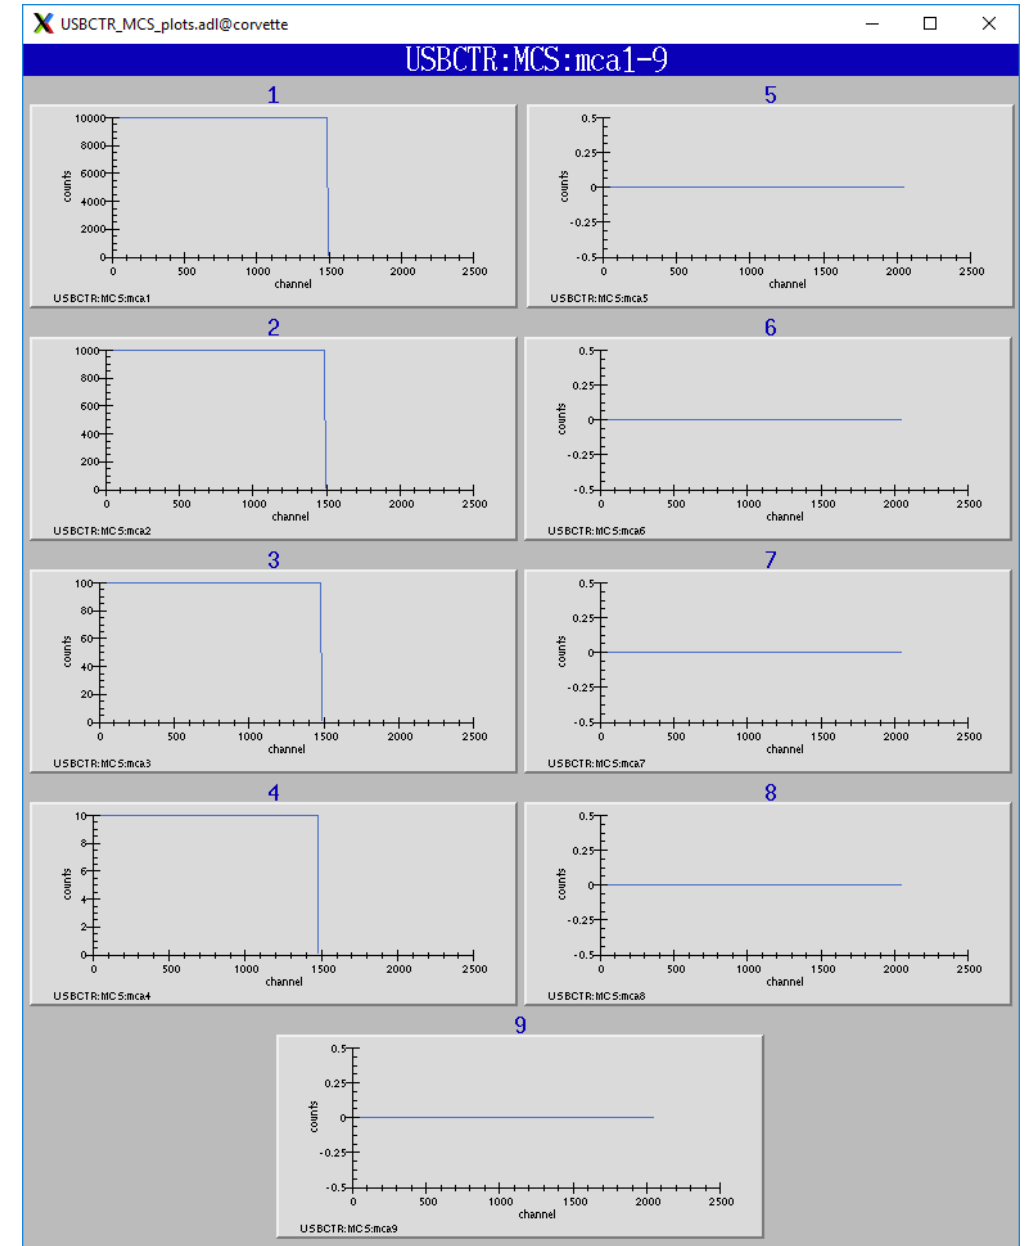 USBCTR_MCS_plots.adl@corvette
USBCTR:MCS:mca1-9
1
10000
8000
6000
4000
2000
0
counts
0 500 1000 1500 2000 2500
channel
USBCTR:MCS:mca1
5
0.5
0.25
0
-0.25
-0.5
counts
0 500 1000 1500 2000 2500
channel
USBCTR:MCS:mca5
2
1000
800
600
400
200
0
0 500 1000 1500 2000 2500
channel
USBCTR:MCS:mca2
6
0.5
0.25
0
-0.25
-0.5
counts
0 500 1000 1500 2000 2500
channel
USBCTR:MCS:mca6
3
100
80
60
40
20
0
counts
0 500 1000 1500 2000 2500
channel
USBCTR:MCS:mca3
7
0.5
0.25
0
-0.25
-0.5
counts
0 500 1000 1500 2000 2500
channel
USBCTR:MCS:mca7
4
10
8
6
4
2
0
counts
0 500 1000 1500 2000 2500
channel
USBCTR:MCS:mca4
8
0.5
0.25
0
-0.25
-0.5
counts
0 500 1000 1500 2000 2500
channel
USBCTR:MCS:mca8
9
0.5
0.25
0
-0.25
-0.5
counts
0 500 1000 1500 2000 2500
channel
USBCTR:MCS:mca9